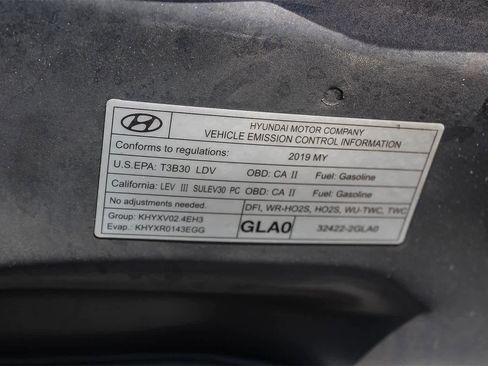 HYUNDAI MOTOR COMPANY
VEHICLE EMISSION CONTROL INFORMATION
Conforms to regulations: 2019 MY
U.S.EPA: T3B30 LDV OBD: CA II Fuel: Gasoline
California: LEV III SULEV30 PC OBD: CA II Fuel: Gasoline
No adjustments needed. DFI, WR-HO2S, HO2S, WU-TWC, TWC
Group: KHYXV02.4EH3
Evap.: KHYXR0143EGG
GLA0 32422-2GLA0